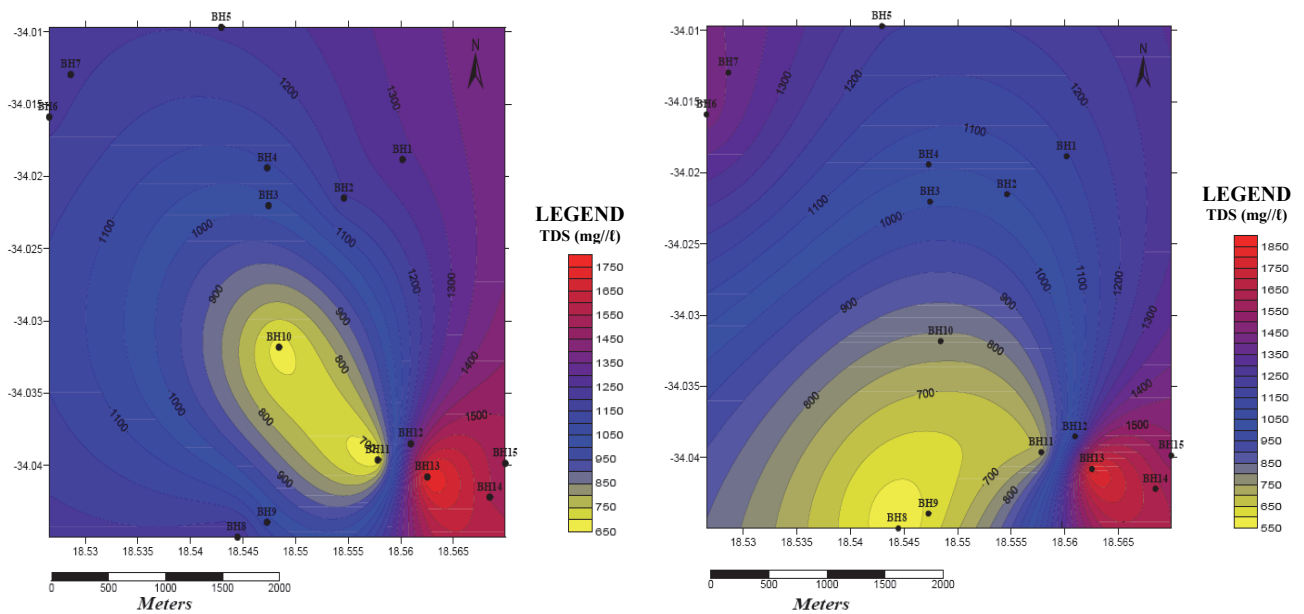 BH5
-34.01
N
BH7
1200
1300
BH6
-34.015
BH1
BH4
-34.02
BH2
BH3
1100
1000
1100
-34.025
1200
1300
900
900
-34.03
BH10
800
1400
-34.035
1000
800
1500
1100
BH12
700
BH11
BH15
-34.04
BH13
900
BH14
BH9
BH8
18.53
18.535
18.54
18.545
18.55
18.555
18.56
18.565
0
500
1000
1500
2000
Meters
LEGEND
TDS (mg//ℓ)
1750
1650
1550
1450
1350
1250
1150
1050
950
850
750
650
BH5
-34.01
N
BH7
1300
1200
1200
BH6
-34.015
1100
BH1
BH4
-34.02
BH2
BH3
1100
1000
-34.025
1000
1100
1200
900
900
-34.03
1300
BH10
800
-34.035
800
700
1400
1500
BH12
BH11
BH15
-34.04
700
BH13
800
BH14
BH9
BH8
18.53
18.535
18.54
18.545
18.55
18.555
18.56
18.565
0
500
1000
1500
2000
Meters
LEGEND
TDS (mg//ℓ)
1850
1750
1650
1550
1450
1350
1250
1150
1050
950
850
750
650
550